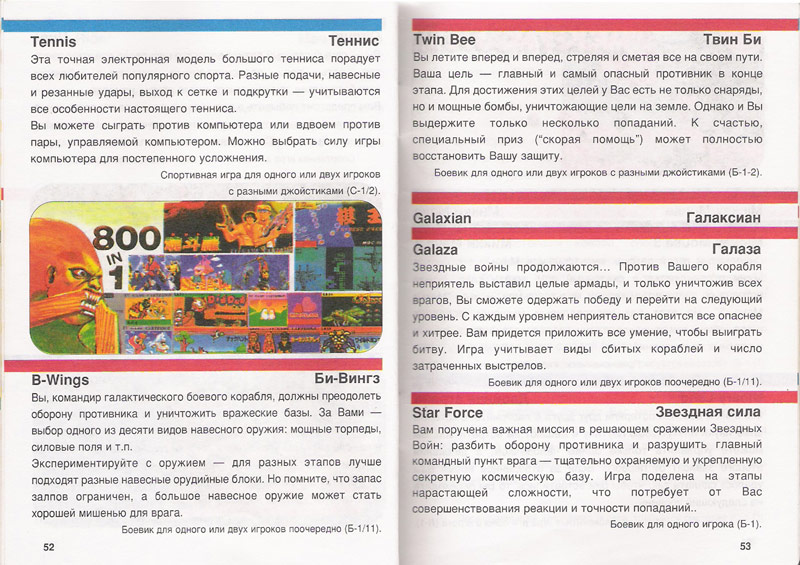 Tennis Теннис
Эта точная электронная модель большого тенниса порадует
всех любителей популярного спорта. Разные подачи, навесные
и резанные удары, выход к сетке и подкрутки — учитываются
все особенности настоящего тенниса.
Вы можете сыграть против компьютера или вдвоем против
пары, управляемой компьютером. Можно выбрать силу игры
компьютера для постепенного усложнения.
Спортивная игра для одного или двух игроков
с разными джойстиками (С-1/2).
800
IN
1
B-Wings Би-Вингз
Вы, командир галактического боевого корабля, должны преодолеть
оборону противника и уничтожить вражеские базы. За Вами —
выбор одного из десяти видов навесного оружия: мощные торпеды,
силовые поля и т.п.
Экспериментируйте с оружием — для разных этапов лучше
подходят разные навесные орудийные блоки. Но помните, что запас
залпов ограничен, а большое навесное оружие может стать
хорошей мишенью для врага.
Боевик для одного или двух игроков поочередно (Б-1/11).
52
Twin Bee Твин Би
Вы летите вперед и вперед, стреляя и сметая все на своем пути.
Ваша цель — главный и самый опасный противник в конце
этапа. Для достижения этих целей у Вас есть не только снаряды,
но и мощные бомбы, уничтожающие цели на земле. Однако и Вы
выдержите только несколько попаданий. К счастью,
специальный приз (“скорая помощь”) может полностью
восстановить Вашу защиту.
Боевик для одного или двух игроков с разными джойстиками (Б-1-2).
Galaxian Галаксиан
Galaza Галаза
Звездные войны продолжаются... Против Вашего корабля
неприятель выставил целые армады, и только уничтожив всех
врагов, Вы сможете одержать победу и перейти на следующий
уровень. С каждым уровнем неприятель становится все опаснее
и хитрее. Вам придется приложить все умение, чтобы выиграть
битву. Игра учитывает виды сбитых кораблей и число
затраченных выстрелов.
Боевик для одного или двух игроков поочередно (Б-1/11).
Star Force Звездная сила
Вам поручена важная миссия в решающем сражении Звездных
Войн: разбить оборону противника и разрушить главный
командный пункт врага — тщательно охраняемую и укрепленную
секретную космическую базу. Игра поделена на этапы
нарастающей сложности, что потребует от Вас
совершенствования реакции и точности попаданий..
Боевик для одного игрока (Б-1).
53